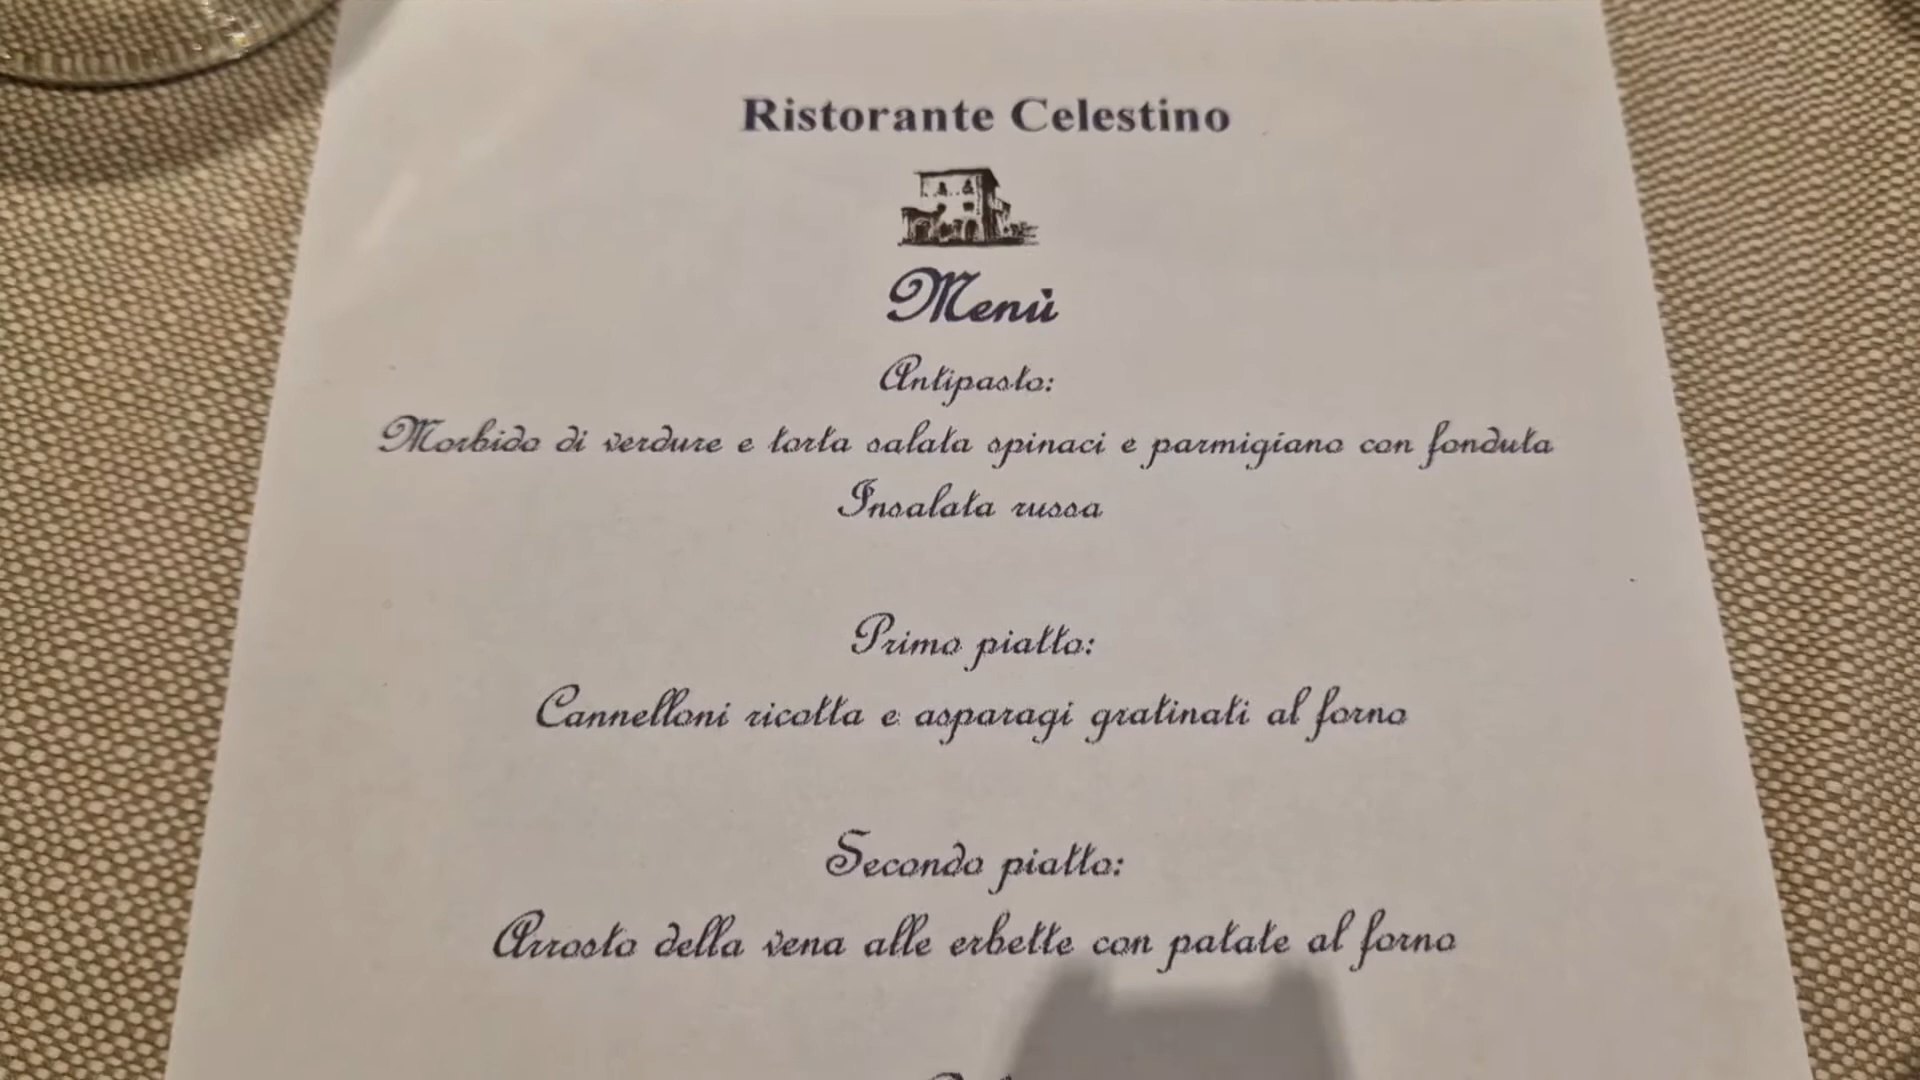 Ristorante Celestino
Menù
Antipasto:
Morbido di verdure e torta salata spinaci e parmigiano con fonduta
Insalata russa
Primo piatto:
Cannelloni ricotta e asparagi gratinati al forno
Secondo piatto:
Arrosto della vena alle erbette con patate al forno